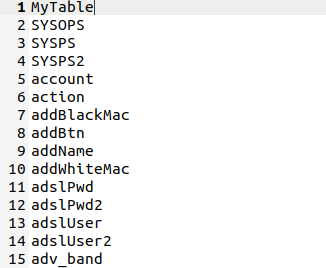 1 MyTable
2 SYSOPS
3 SYSPS
4 SYSPS2
5 account
6 action
7 addBlackMac
8 addBtn
9 addName
10 addWhiteMac
11 adslPwd
12 adslPwd2
13 adslUser
14 adslUser2
15 adv_band